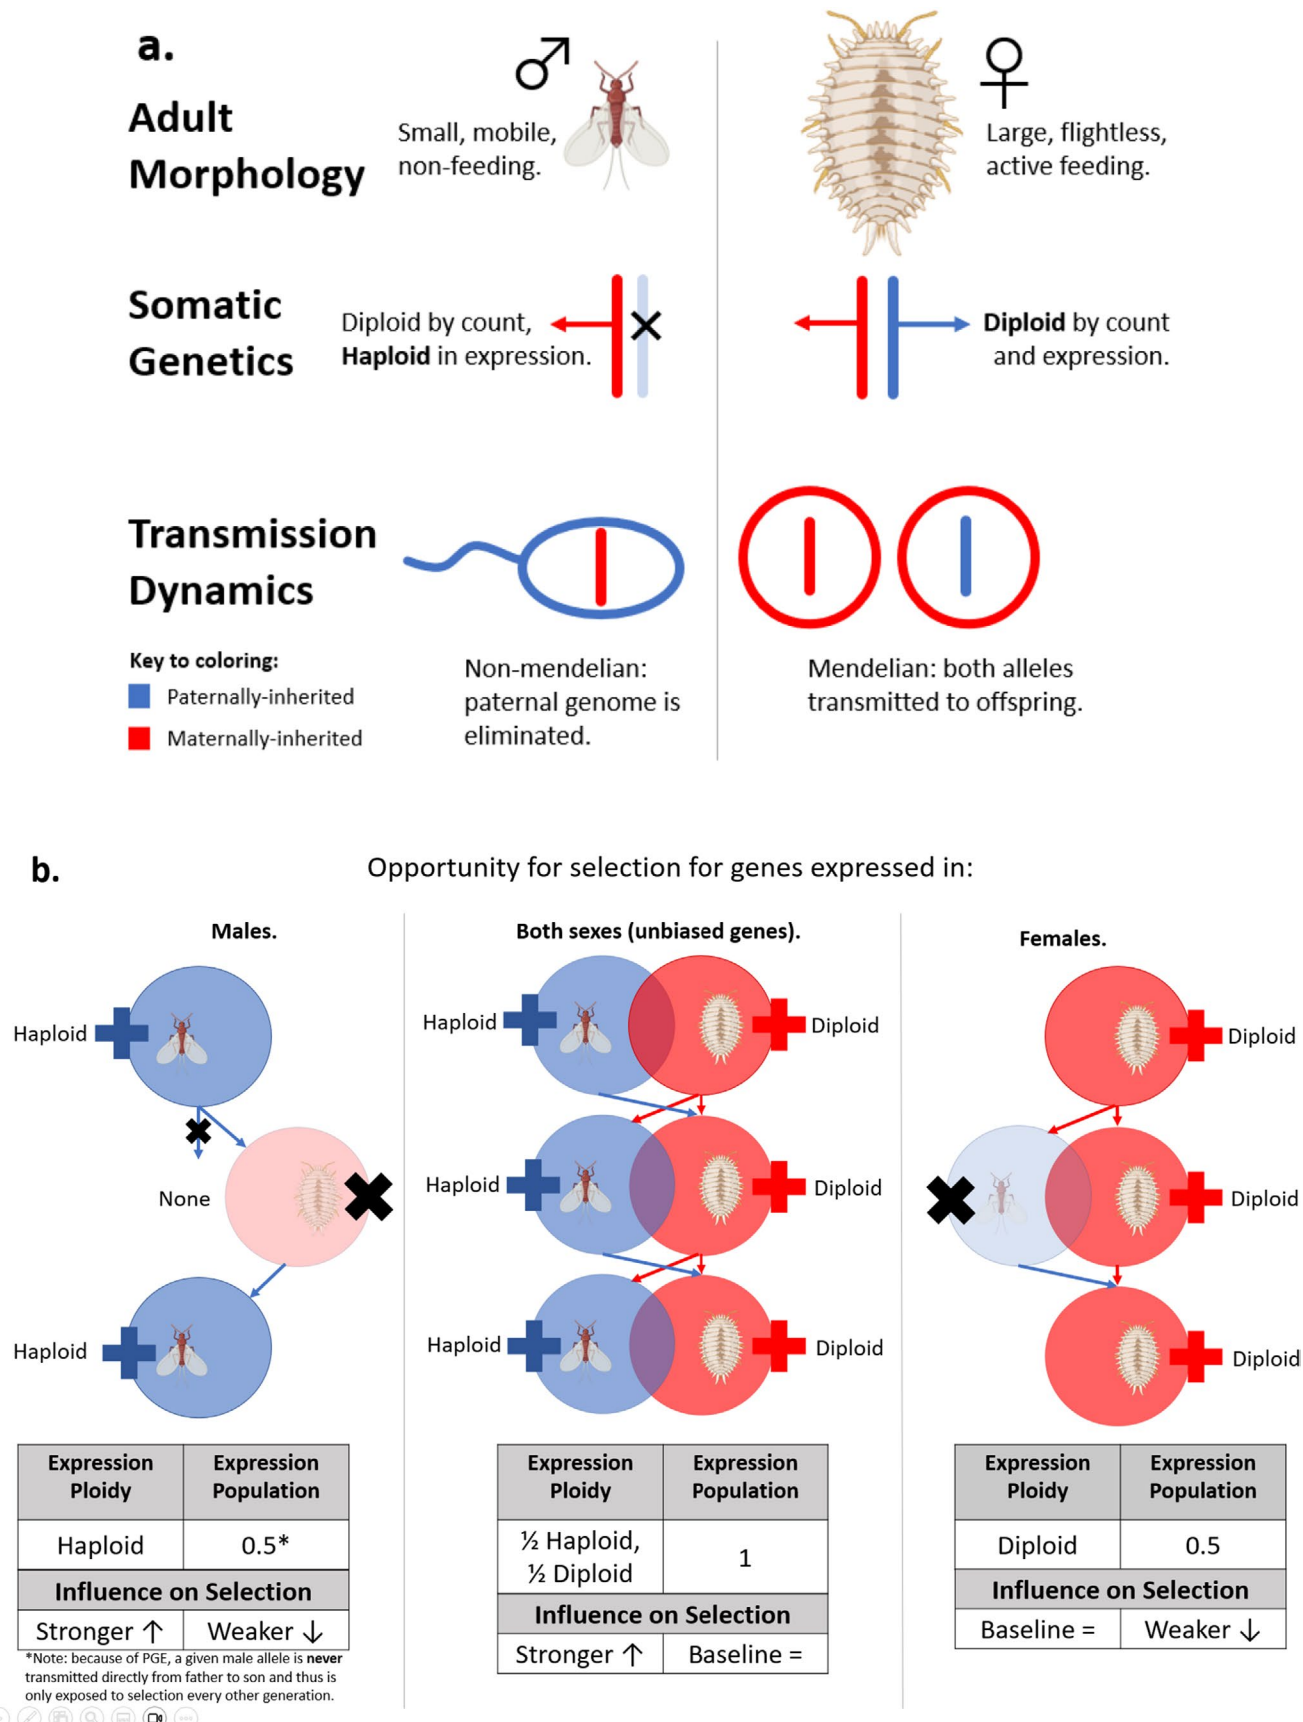 a.
Adult
Morphology
Small, mobile,
non-feeding.
Large, flightless,
active feeding.
Somatic
Genetics
Diploid by count,
Haploid in expression.
Diploid by count
and expression.
Transmission
Dynamics
Key to coloring:
Paternally-inherited
Maternally-inherited
Non-mendelian:
paternal genome is
eliminated.
Mendelian: both alleles
transmitted to offspring.
b.
Opportunity for selection for genes expressed in:
Males.
Haploid
None
Haploid
Expression Ploidy
Expression Population
Haploid
0.5*
Influence on Selection
Stronger ↑
Weaker ↓
*Note: because of PGE, a given male allele is never
transmitted directly from father to son and thus is
only exposed to selection every other generation.
Both sexes (unbiased genes).
Haploid
Diploid
Haploid
Diploid
Haploid
Diploid
Expression Ploidy
Expression Population
½ Haploid,
½ Diploid
1
Influence on Selection
Stronger ↑
Baseline =
Females.
Diploid
Diploid
Diploid
Expression Ploidy
Expression Population
Diploid
0.5
Influence on Selection
Baseline =
Weaker ↓